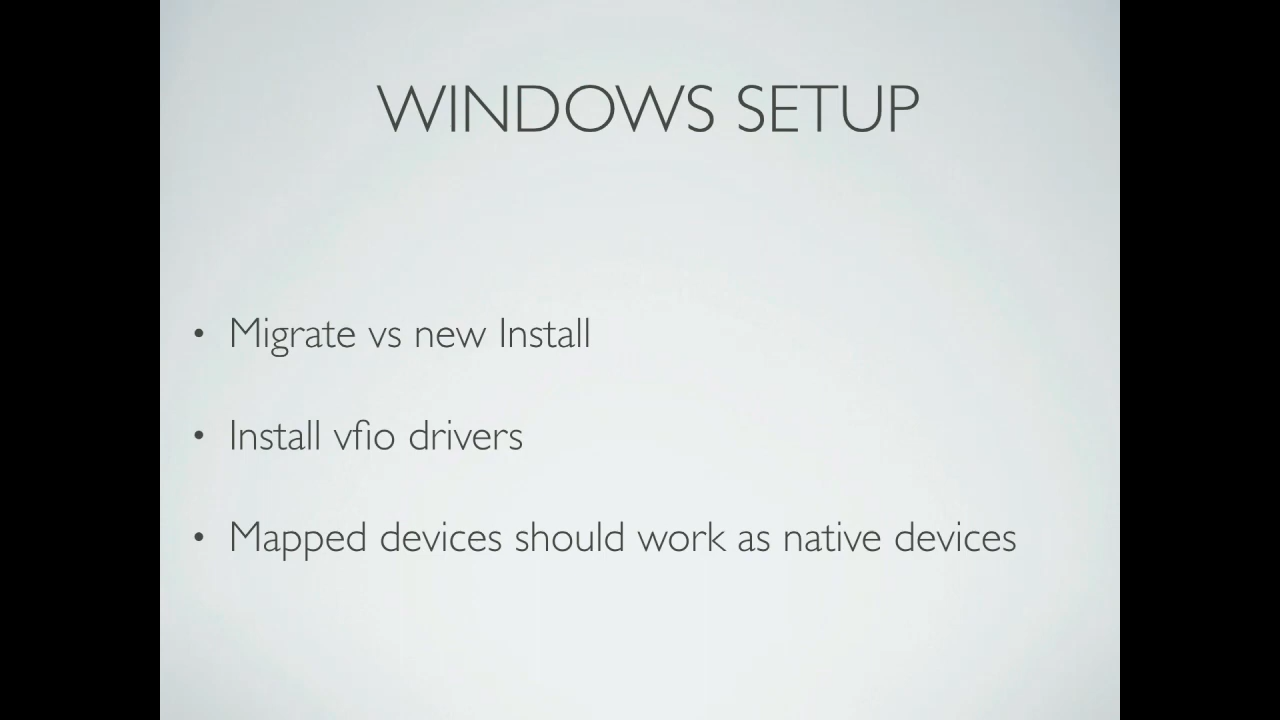 WINDOWS SETUP
• Migrate vs new Install
• Install vfio drivers
• Mapped devices should work as native devices